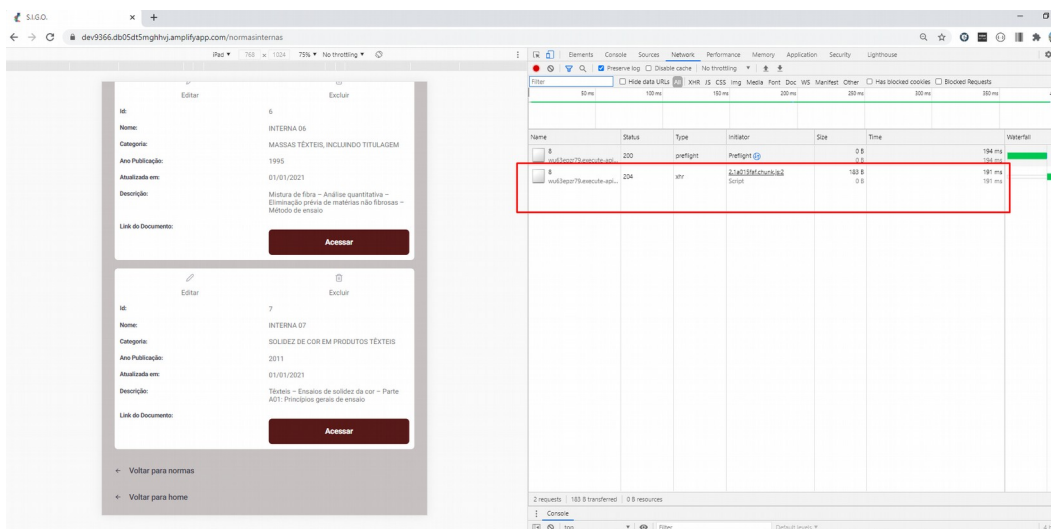 S.I.G.O.
dev9366.db05dt5mghhvj.amplifyapp.com/normasinternas
iPad 768 x 1024 75% No throttling
Elements Console Sources Network Performance Memory Application Security Lighthouse
Preserve log Disable cache No throttling
Filter Hide data URLs All XHR JS CSS Img Media Font Doc WS Manifest Other Has blocked cookies Blocked Requests
50 ms 100 ms 150 ms 200 ms 250 ms 300 ms 350 ms
Name Status Type Initiator Size Time Waterfall
8 200 preflight Preflight 0 B 194 ms
wu63epzr79.execute-api... 0 B 194 ms
8 204 xhr 2.1a015faf.chunk.js:2 183 B 191 ms
wu63epzr79.execute-api... Script 0 B 191 ms
Editar Excluir
Id: 6
Nome: INTERNA 06
Categoria: MASSAS TÊXTEIS, INCLUINDO TITULAGEM
Ano Publicação: 1995
Atualizada em: 01/01/2021
Descrição: Mistura de fibra – Análise quantitativa –
Eliminação prévia de matérias não fibrosas –
Método de ensaio
Link do Documento:
Acessar
Editar Excluir
Id: 7
Nome: INTERNA 07
Categoria: SOLIDEZ DE COR EM PRODUTOS TÊXTEIS
Ano Publicação: 2011
Atualizada em: 01/01/2021
Descrição: Têxteis – Ensaios de solidez da cor – Parte
A01: Princípios gerais de ensaio
Link do Documento:
Acessar
← Voltar para normas
← Voltar para home
2 requests 183 B transferred 0 B resources
Console
top Filter Default levels